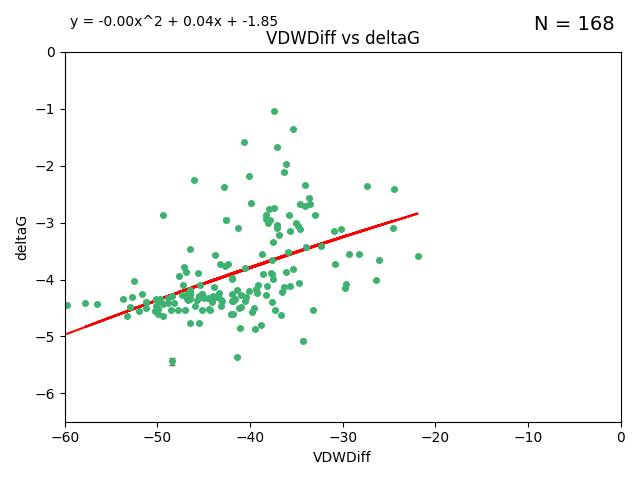 y = -0.00x^2 + 0.04x + -1.85
N = 168
VDWDiff vs deltaG
0
−1
−2
−3
−4
−5
−6
deltaG
−60 −50 −40 −30 −20 −10 0
VDWDiff